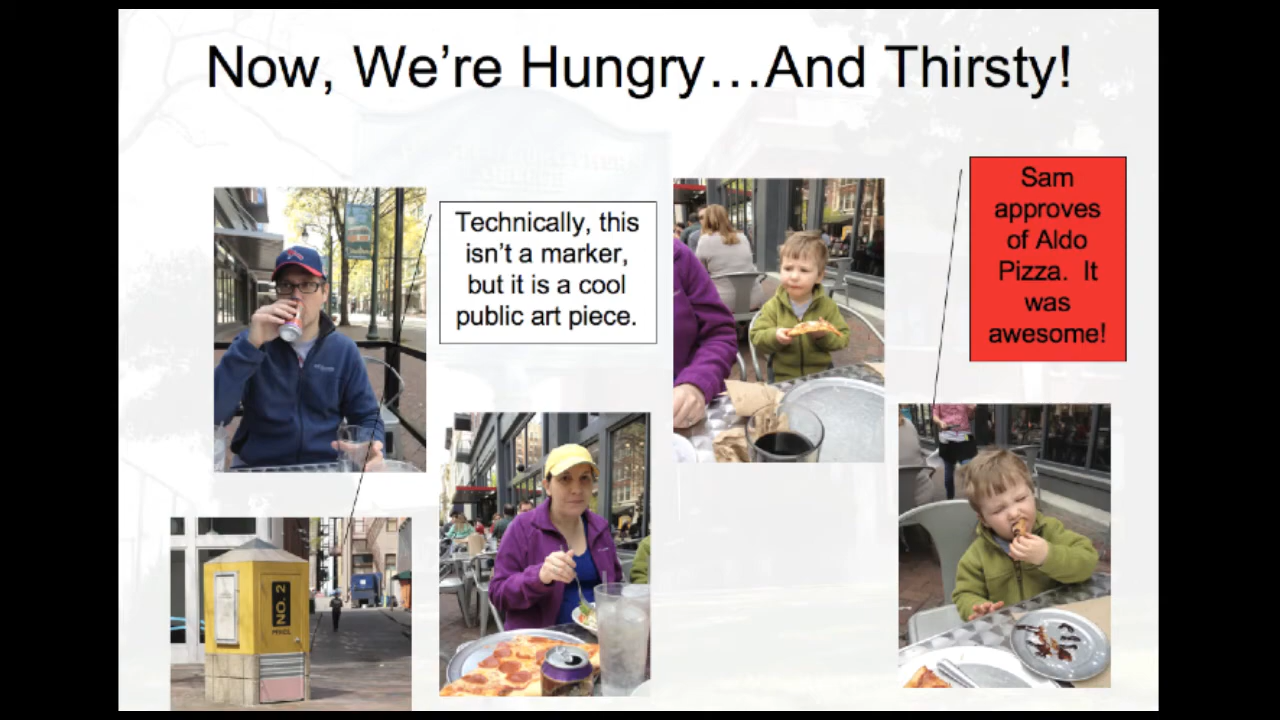 Now, We’re Hungry…And Thirsty!
Technically, this
isn’t a marker,
but it is a cool
public art piece.
Sam
approves
of Aldo
Pizza. It
was
awesome!
NO. 2
PENCIL